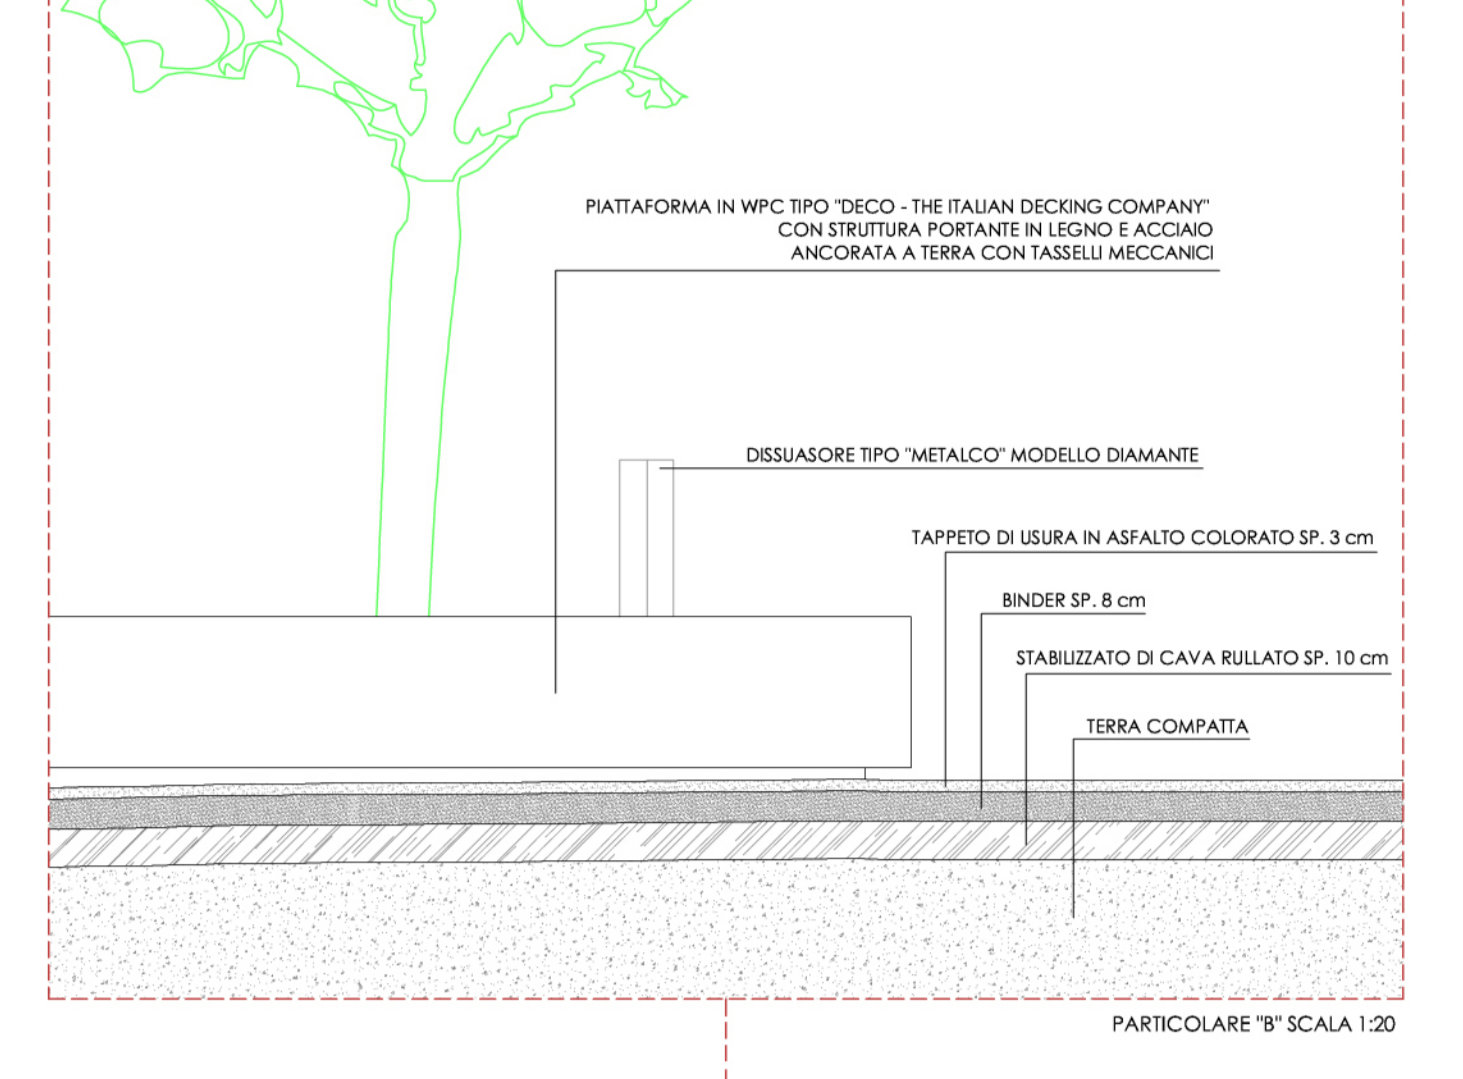 PIATTAFORMA IN WPC TIPO "DECO - THE ITALIAN DECKING COMPANY"
CON STRUTTURA PORTANTE IN LEGNO E ACCIAIO
ANCORATA A TERRA CON TASSELLI MECCANICI
DISSUASORE TIPO "METALCO" MODELLO DIAMANTE
TAPPETO DI USURA IN ASFALTO COLORATO SP. 3 cm
BINDER SP. 8 cm
STABILIZZATO DI CAVA RULLATO SP. 10 cm
TERRA COMPATTA
PARTICOLARE "B" SCALA 1:20